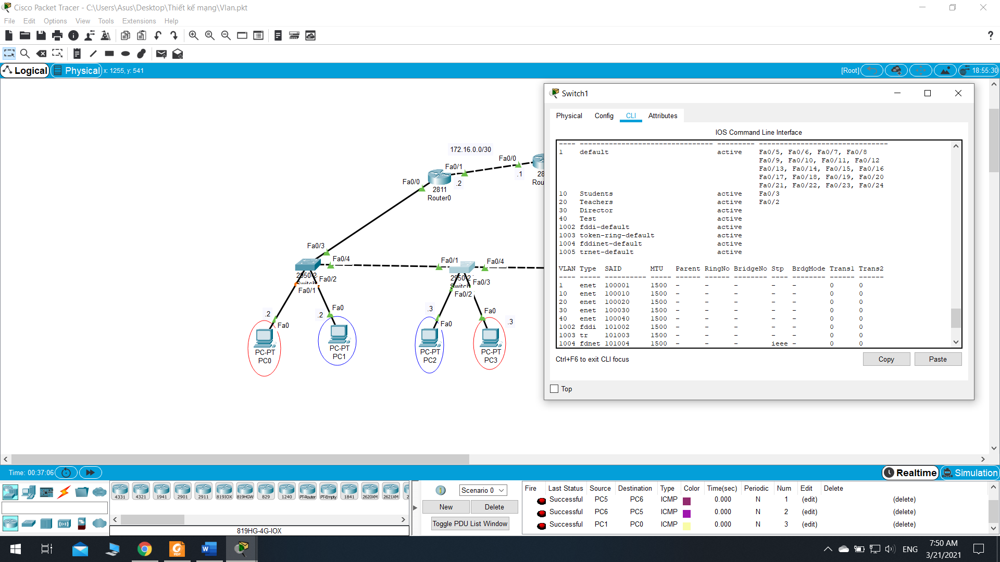 Cisco Packet Tracer - C:\Users\Asus\Desktop\Thiết kế mạng\Vlan.pkt
File Edit Options View Tools Extensions Help
Logical Physical x: 1255, y: 541 [Root] 18:55:30
172.16.0.0/30
Fa0/0
Fa0/1
.1
.2
Fa0/0
2811
Router0
28
Rou
Fa0/3
Fa0/4
Fa0/1
Fa0/4
2950-2
Switch
Fa0/2
Fa0/1
2950-2
Switch
Fa0/3
Fa0/2
.2
Fa0
.2
Fa0
.3
Fa0
Fa0
.3
PC-PT
PC0
PC-PT
PC1
PC-PT
PC2
PC-PT
PC3
Switch1
Physical Config CLI Attributes
IOS Command Line Interface
---- -------------------------------- --------- -------------------------------
1 default active Fa0/5, Fa0/6, Fa0/7, Fa0/8
Fa0/9, Fa0/10, Fa0/11, Fa0/12
Fa0/13, Fa0/14, Fa0/15, Fa0/16
Fa0/17, Fa0/18, Fa0/19, Fa0/20
Fa0/21, Fa0/22, Fa0/23, Fa0/24
10 Students active Fa0/3
20 Teachers active Fa0/2
30 Director active
40 Test active
1002 fddi-default active
1003 token-ring-default active
1004 fddinet-default active
1005 trnet-default active
VLAN Type SAID MTU Parent RingNo BridgeNo Stp BrdgMode Trans1 Trans2
---- ----- ---------- ----- ------ ------ -------- ---- -------- ------ ------
1 enet 100001 1500 - - - - - 0 0
10 enet 100010 1500 - - - - - 0 0
20 enet 100020 1500 - - - - - 0 0
30 enet 100030 1500 - - - - - 0 0
40 enet 100040 1500 - - - - - 0 0
1002 fddi 101002 1500 - - - - - 0 0
1003 tr 101003 1500 - - - - - 0 0
1004 fdnet 101004 1500 - - - ieee - 0 0
Ctrl+F6 to exit CLI focus
Copy Paste
Top
Time: 00:37:06
Realtime Simulation
4331 4321 1941 2901 2911 819IOX 819HGW 829 1240 PT-Router PT-Empty 1841 2620XM 2621XM 2
819HG-4G-IOX
Scenario 0
New Delete
Toggle PDU List Window
Fire Last Status Source Destination Type Color Time(sec) Periodic Num Edit Delete
Successful PC5 PC6 ICMP 0.000 N 1 (edit) (delete)
Successful PC6 PC5 ICMP 0.000 N 2 (edit) (delete)
Successful PC1 PC0 ICMP 0.000 N 3 (edit) (delete)
ENG
7:50 AM
3/21/2021